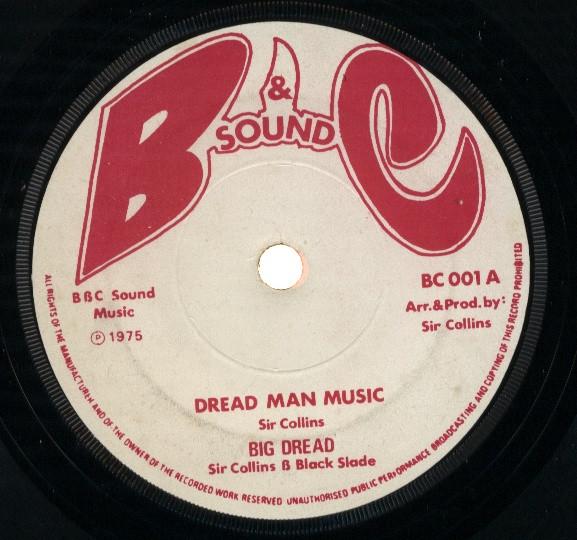 B & C
SOUND
BC 001 A
BßC Sound
Music
Arr.&Prod.by:
Sir Collins
℗ 1975
DREAD MAN MUSIC
Sir Collins
BIG DREAD
Sir Collins ß Black Slade
ALL RIGHTS OF THE MANUFACTURER AND OF THE OWNER OF THE RECORDED WORK RESERVED UNAUTHORISED PUBLIC PERFORMANCE BROADCASTING AND COPYING OF THIS RECORD PROHIBITED